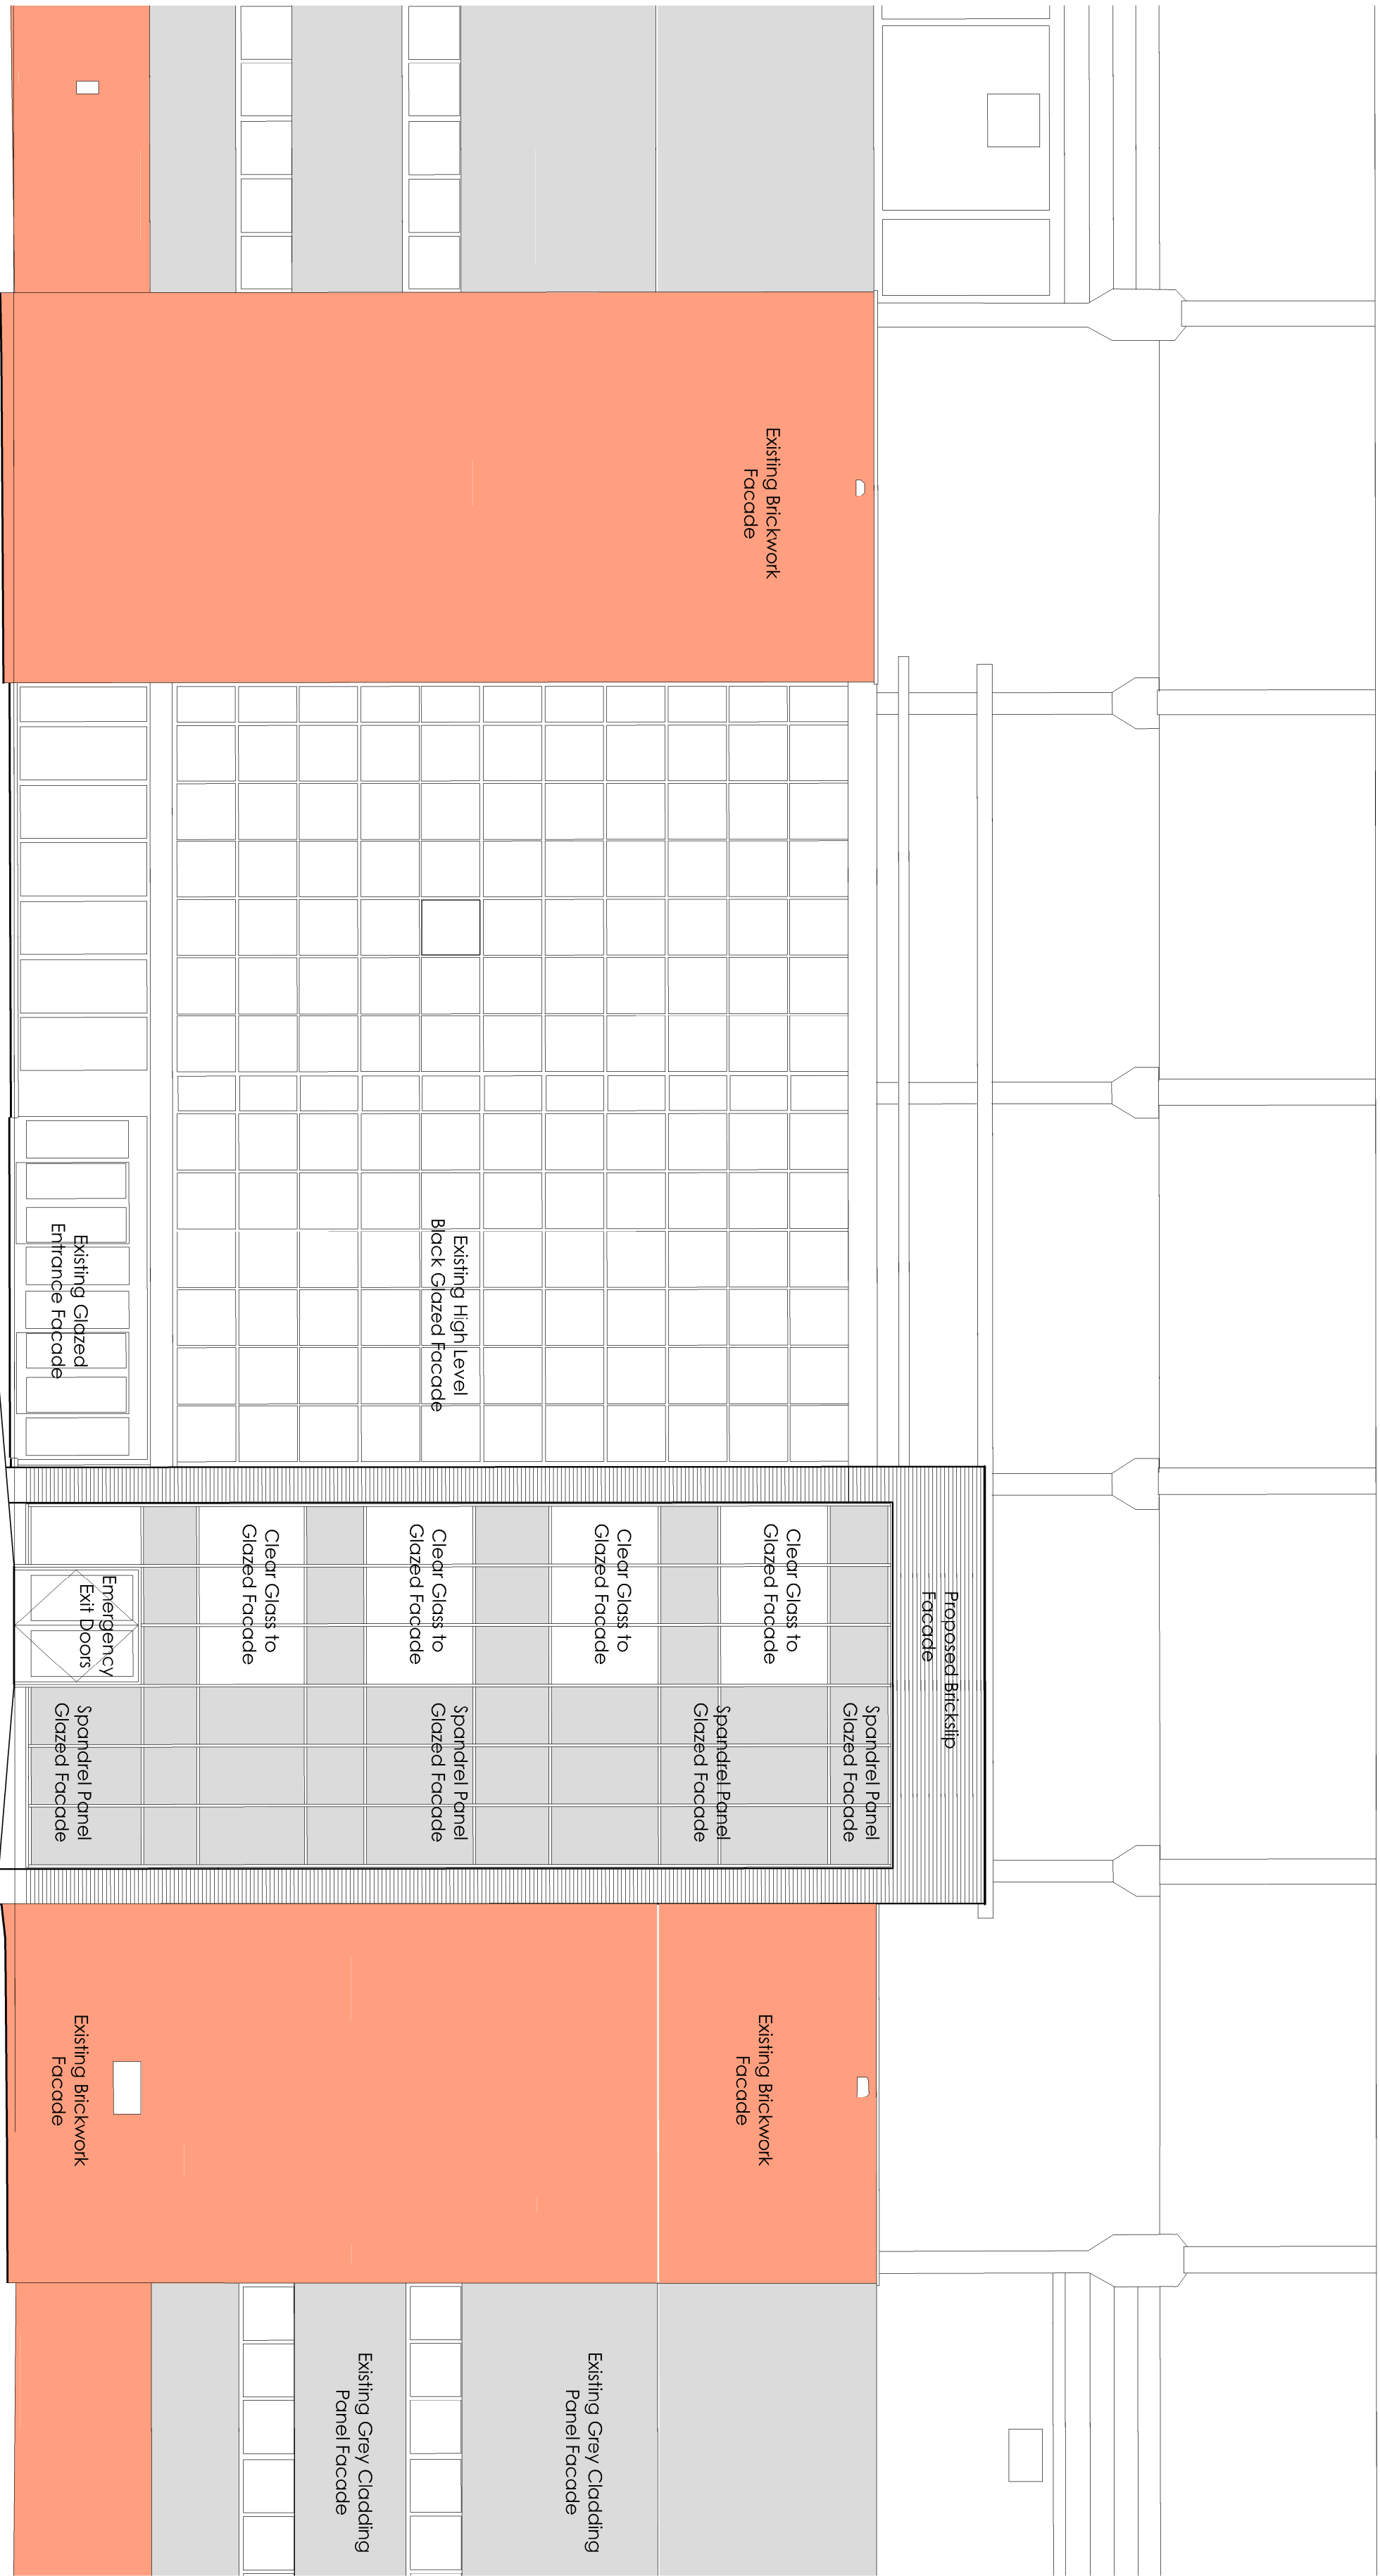 Existing Brickwork
Facade
Existing High Level
Black Glazed Facade
Existing Glazed
Entrance Facade
Proposed Brickslip
Facade
Clear Glass to
Glazed Facade
Clear Glass to
Glazed Facade
Clear Glass to
Glazed Facade
Clear Glass to
Glazed Facade
Emergency
Exit Doors
Spandrel Panel
Glazed Facade
Spandrel Panel
Glazed Facade
Spandrel Panel
Glazed Facade
Spandrel Panel
Glazed Facade
Existing Brickwork
Facade
Existing Brickwork
Facade
Existing Grey Cladding
Panel Facade
Existing Grey Cladding
Panel Facade